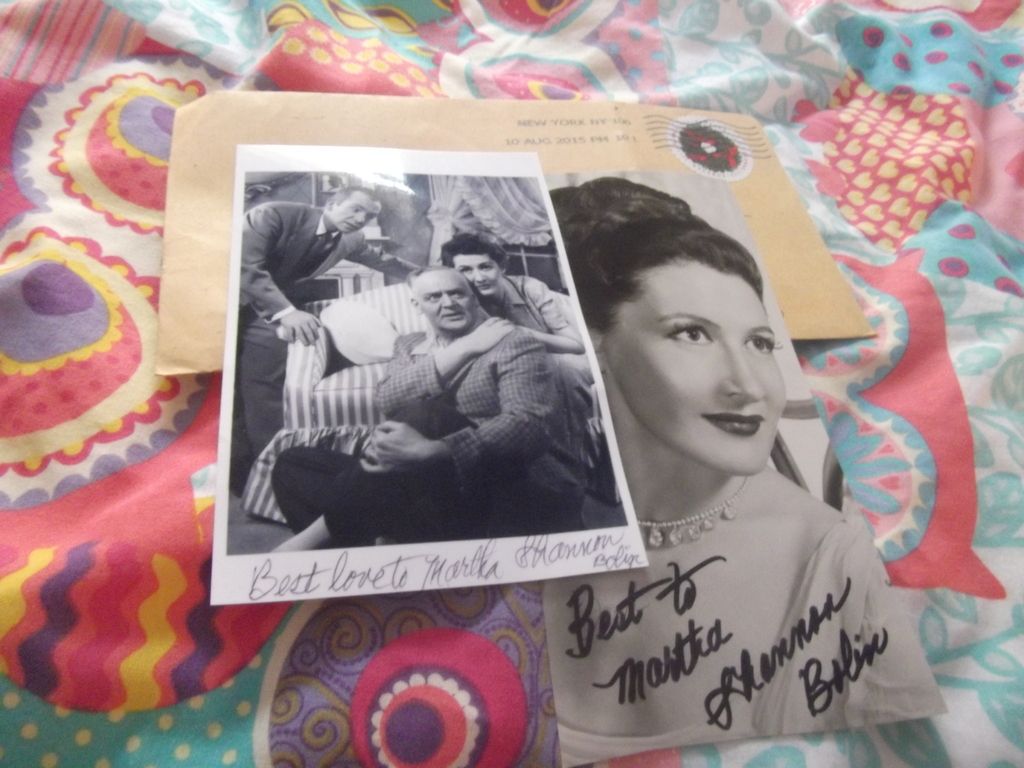 NEW YORK NY 100
10 AUG 2015 PM
Best love to Martha Shannon
Bolin
Best to
Martha
Shannon
Bolin